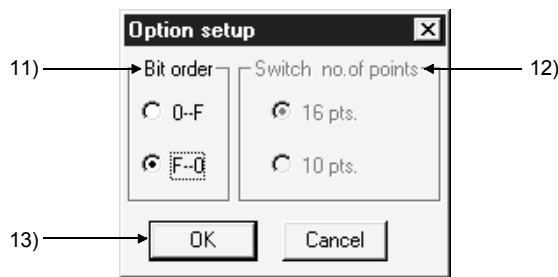 Option setup
11) Bit order Switch no.of points 12)
0--F 16 pts.
F--0 10 pts.
13) OK Cancel